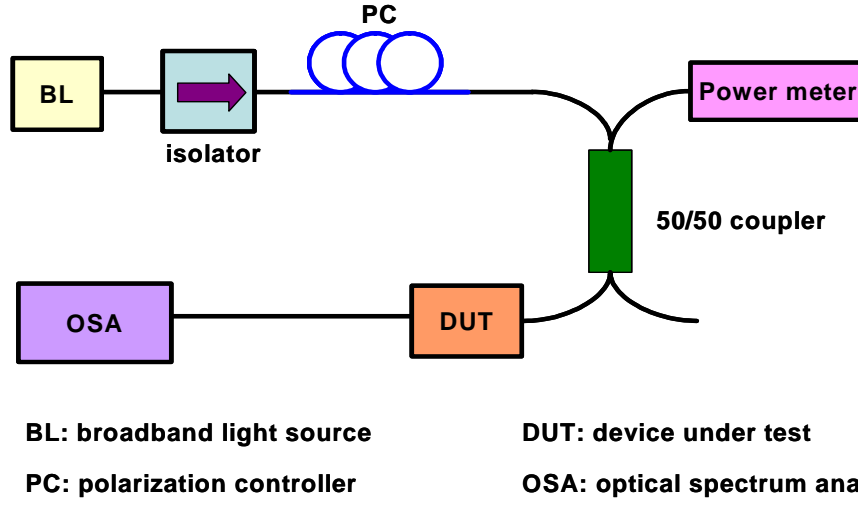 PC
BL
Power meter
isolator
50/50 coupler
OSA
DUT
BL: broadband light source
DUT: device under test
PC: polarization controller
OSA: optical spectrum ana